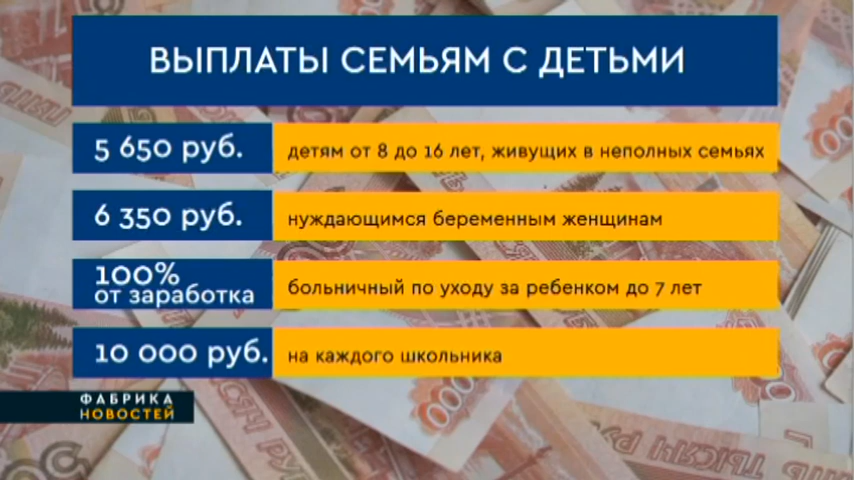 ВЫПЛАТЫ СЕМЬЯМ С ДЕТЬМИ
5 650 руб.
детям от 8 до 16 лет, живущих в неполных семьях
6 350 руб.
нуждающимся беременным женщинам
100%
от заработка
больничный по уходу за ребенком до 7 лет
10 000 руб.
на каждого школьника
ФАБРИКА
НОВОСТЕЙ